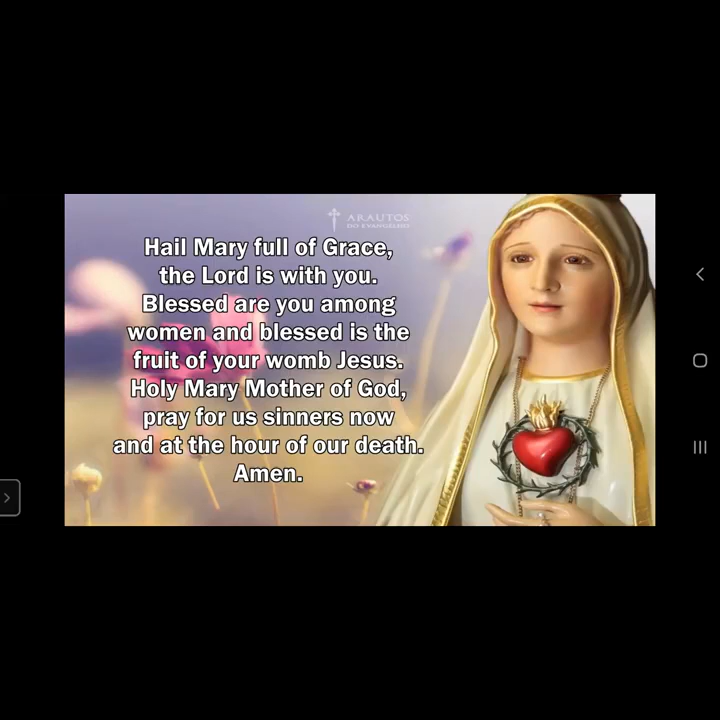 ARAUTOS
DO EVANGELHO
Hail Mary full of Grace,
the Lord is with you.
Blessed are you among
women and blessed is the
fruit of your womb Jesus.
Holy Mary Mother of God,
pray for us sinners now
and at the hour of our death.
Amen.